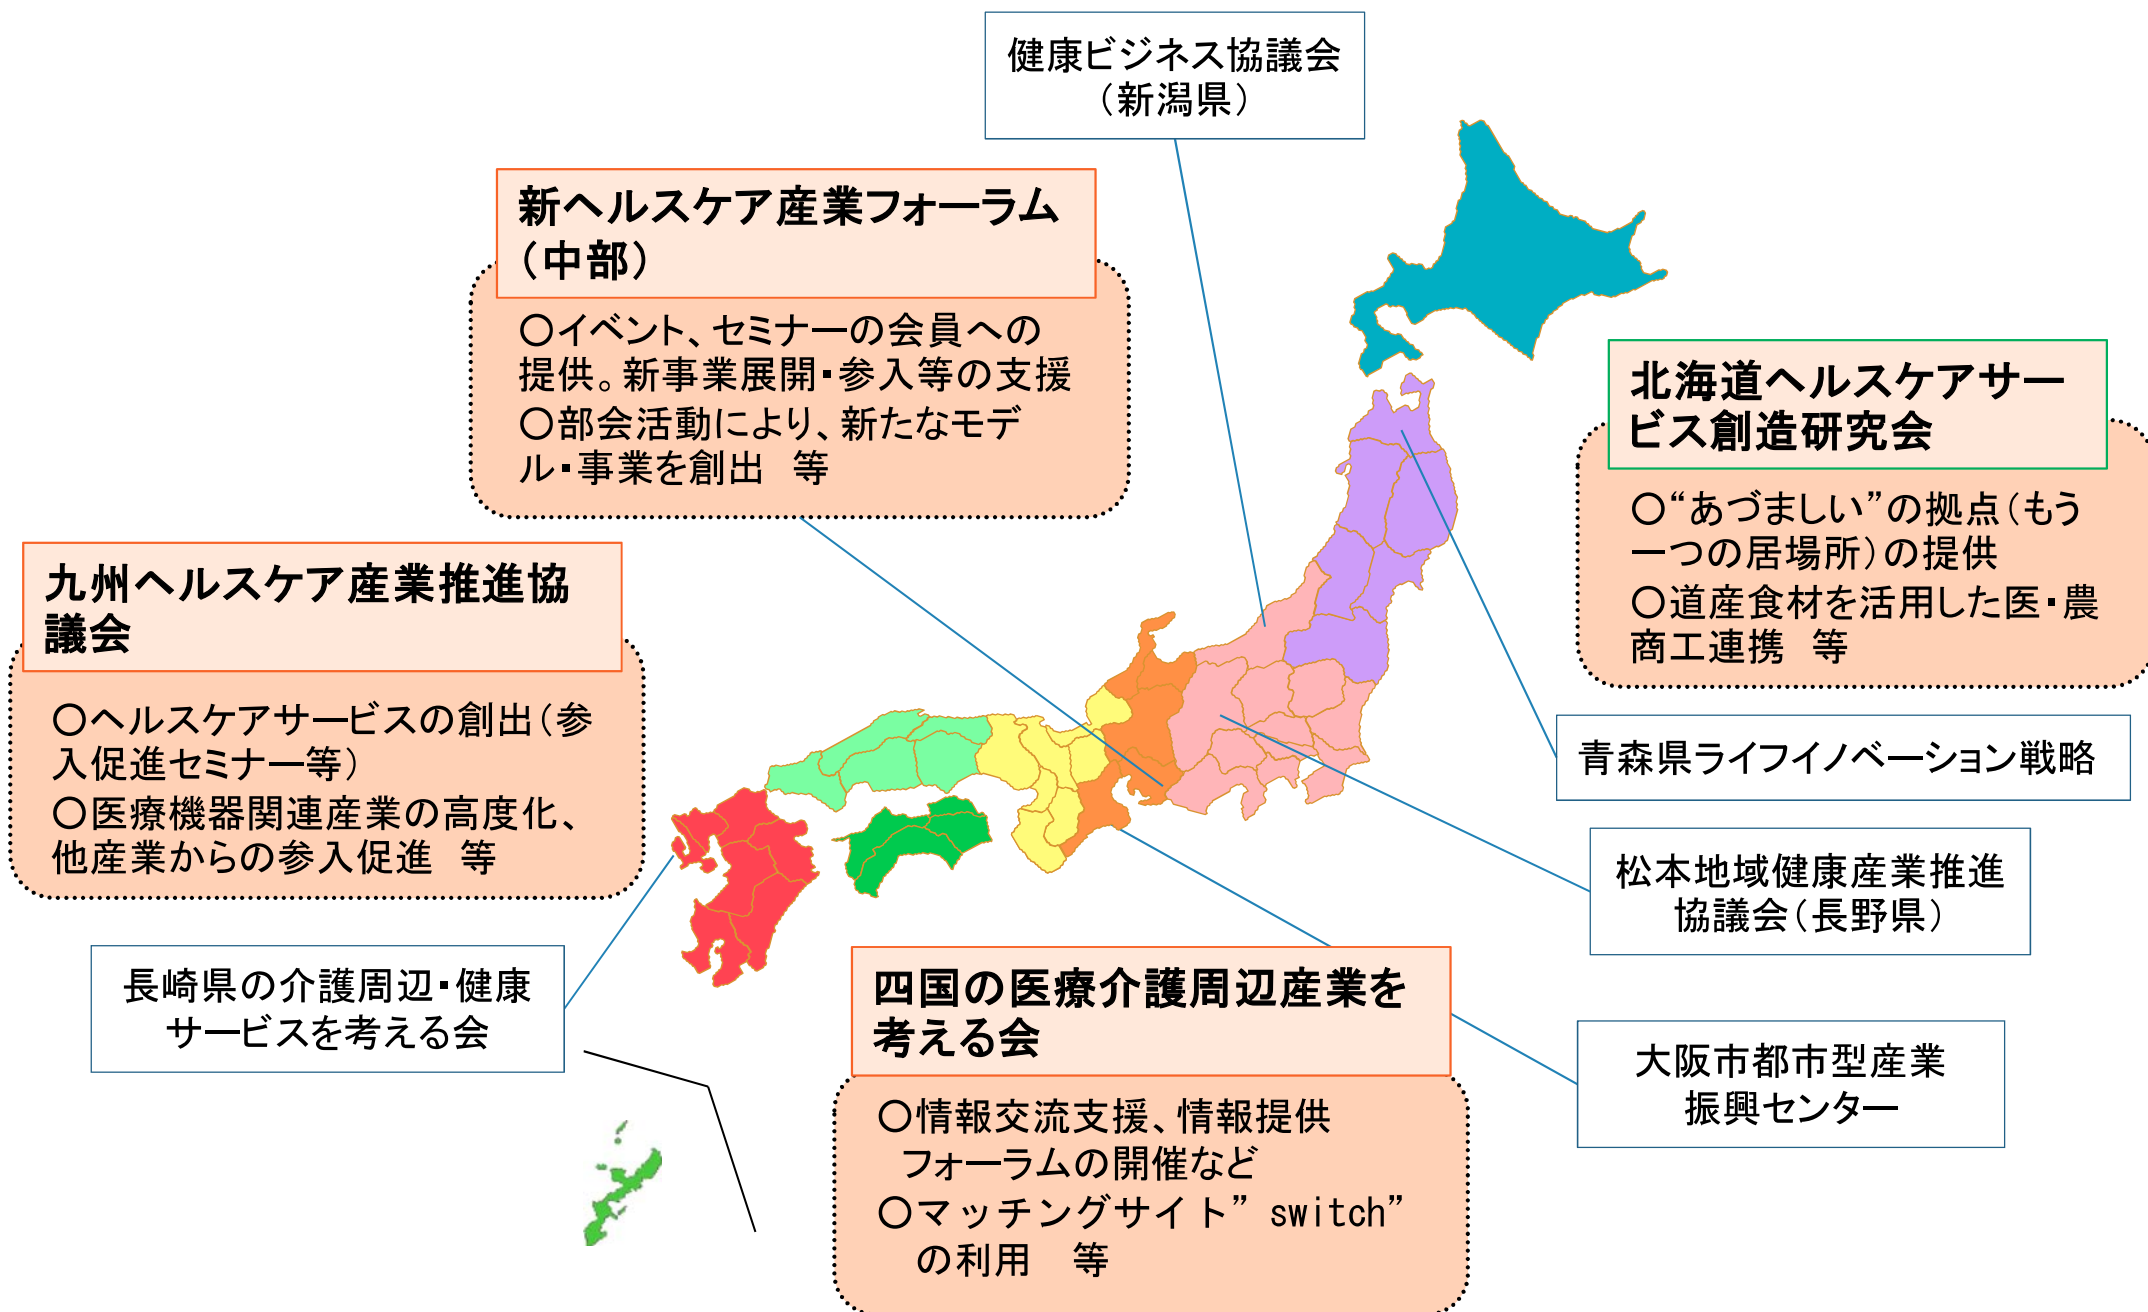 健康ビジネス協議会
（新潟県）
新ヘルスケア産業フォーラム
（中部）
○イベント、セミナーの会員への
提供。新事業展開・参入等の支援
○部会活動により、新たなモデ
ル・事業を創出　等
北海道ヘルスケアサー
ビス創造研究会
○“あづましい”の拠点（もう
一つの居場所）の提供
○道産食材を活用した医・農
商工連携　等
九州ヘルスケア産業推進協
議会
○ヘルスケアサービスの創出（参
入促進セミナー等）
○医療機器関連産業の高度化、
他産業からの参入促進　等
青森県ライフイノベーション戦略
松本地域健康産業推進
協議会（長野県）
長崎県の介護周辺・健康
サービスを考える会
四国の医療介護周辺産業を
考える会
○情報交流支援、情報提供
フォーラムの開催など
○マッチングサイト” switch”
の利用　等
大阪市都市型産業
振興センター